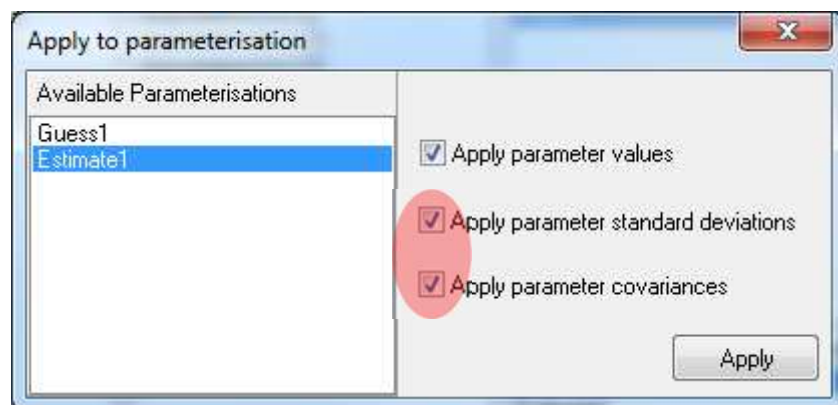 Apply to parameterisation
Available Parameterisations
Guess1
Estimate1
Apply parameter values
Apply parameter standard deviations
Apply parameter covariances
Apply